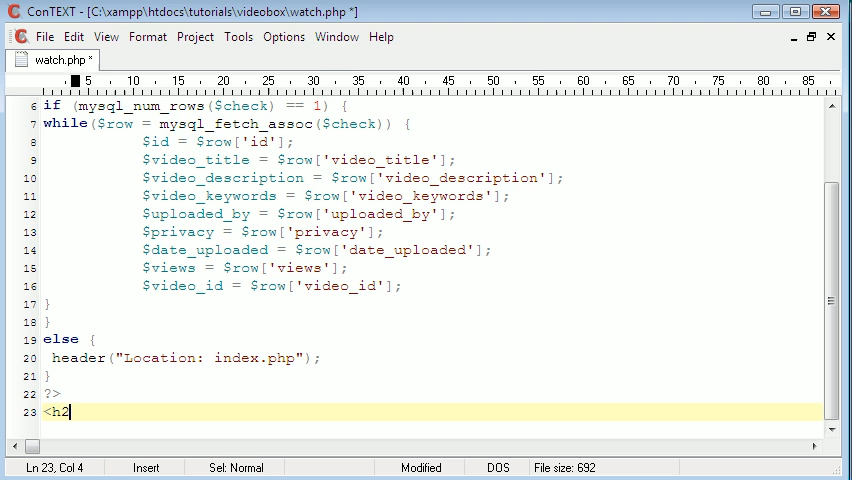 ConTEXT - [C:\xampp\htdocs\tutorials\videobox\watch.php *]
File Edit View Format Project Tools Options Window Help
watch.php *
5 10 15 20 25 30 35 40 45 50 55 60 65 70 75 80 85
6 if (mysql_num_rows($check) == 1) {
7 while($row = mysql_fetch_assoc($check)) {
8 $id = $row['id'];
9 $video_title = $row['video_title'];
10 $video_description = $row['video_description'];
11 $video_keywords = $row['video_keywords'];
12 $uploaded_by = $row['uploaded_by'];
13 $privacy = $row['privacy'];
14 $date_uploaded = $row['date_uploaded'];
15 $views = $row['views'];
16 $video_id = $row['video_id'];
17 }
18 }
19 else {
20 header("Location: index.php");
21 }
22 ?>
23 <h2
Ln 23, Col 4 Insert Sel: Normal Modified DOS File size: 692